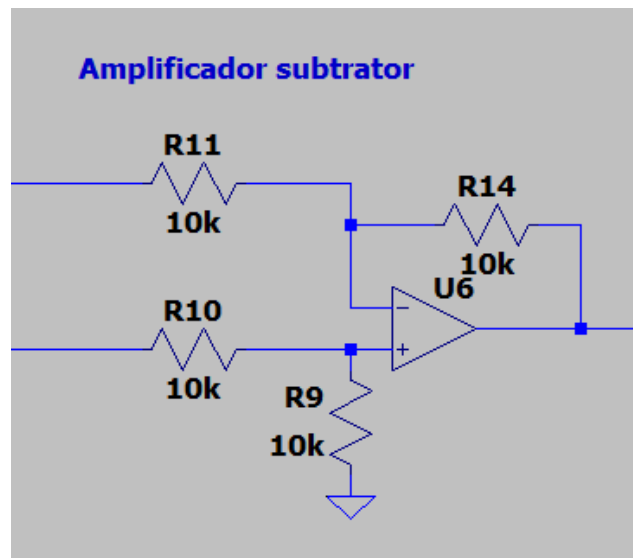 Amplificador subtrator
R11
10k
R14
10k
U6
R10
10k
R9
10k
−
+